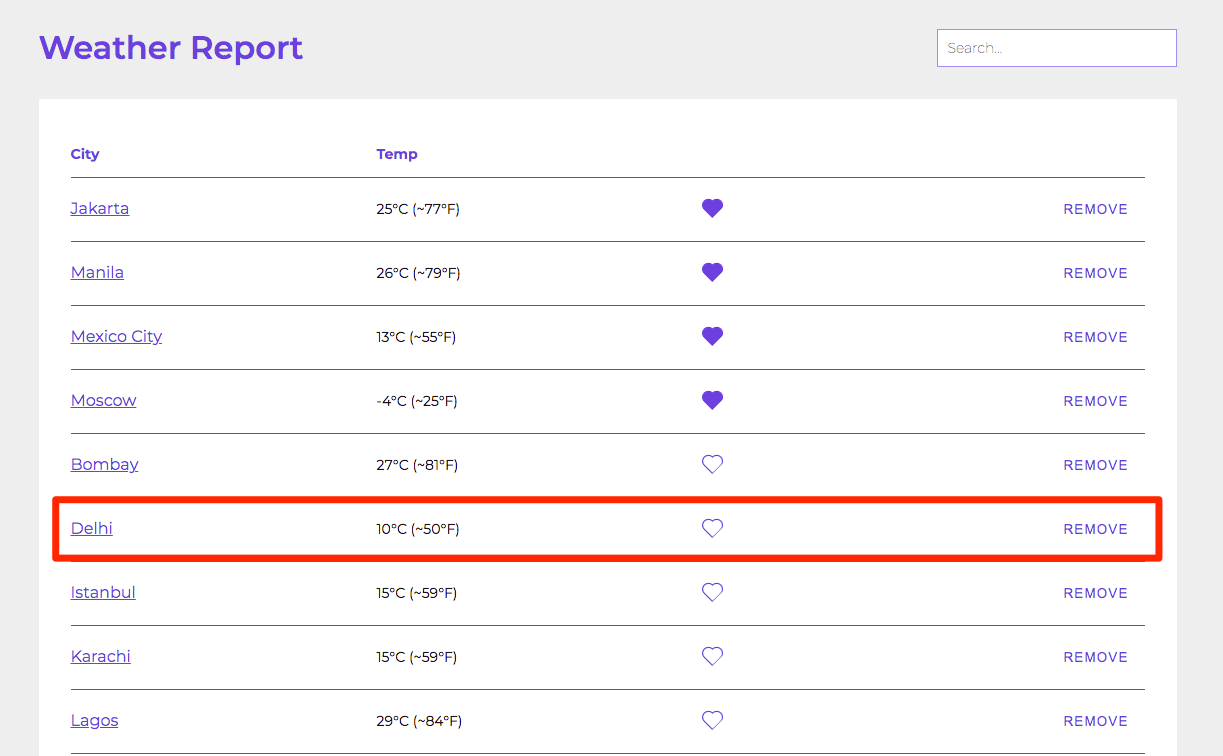 Weather Report
Search...
City Temp
Jakarta 25°C (~77°F) REMOVE
Manila 26°C (~79°F) REMOVE
Mexico City 13°C (~55°F) REMOVE
Moscow -4°C (~25°F) REMOVE
Bombay 27°C (~81°F) REMOVE
Delhi 10°C (~50°F) REMOVE
Istanbul 15°C (~59°F) REMOVE
Karachi 15°C (~59°F) REMOVE
Lagos 29°C (~84°F) REMOVE